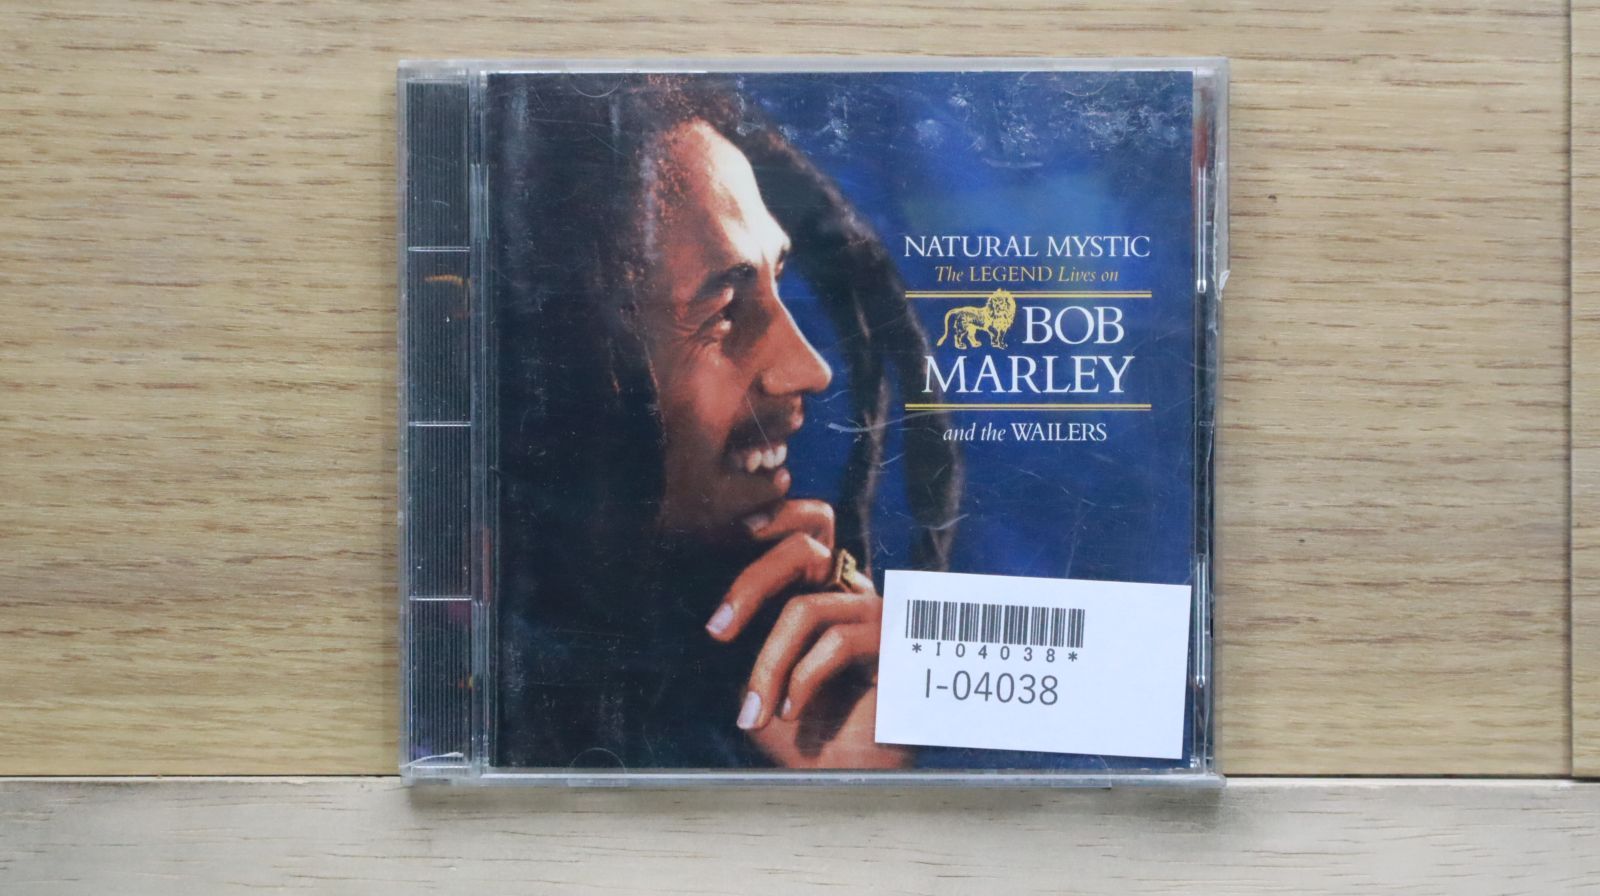 NATURAL MYSTIC
The LEGEND Lives on
BOB
MARLEY
and the WAILERS
*I04038*
I-04038